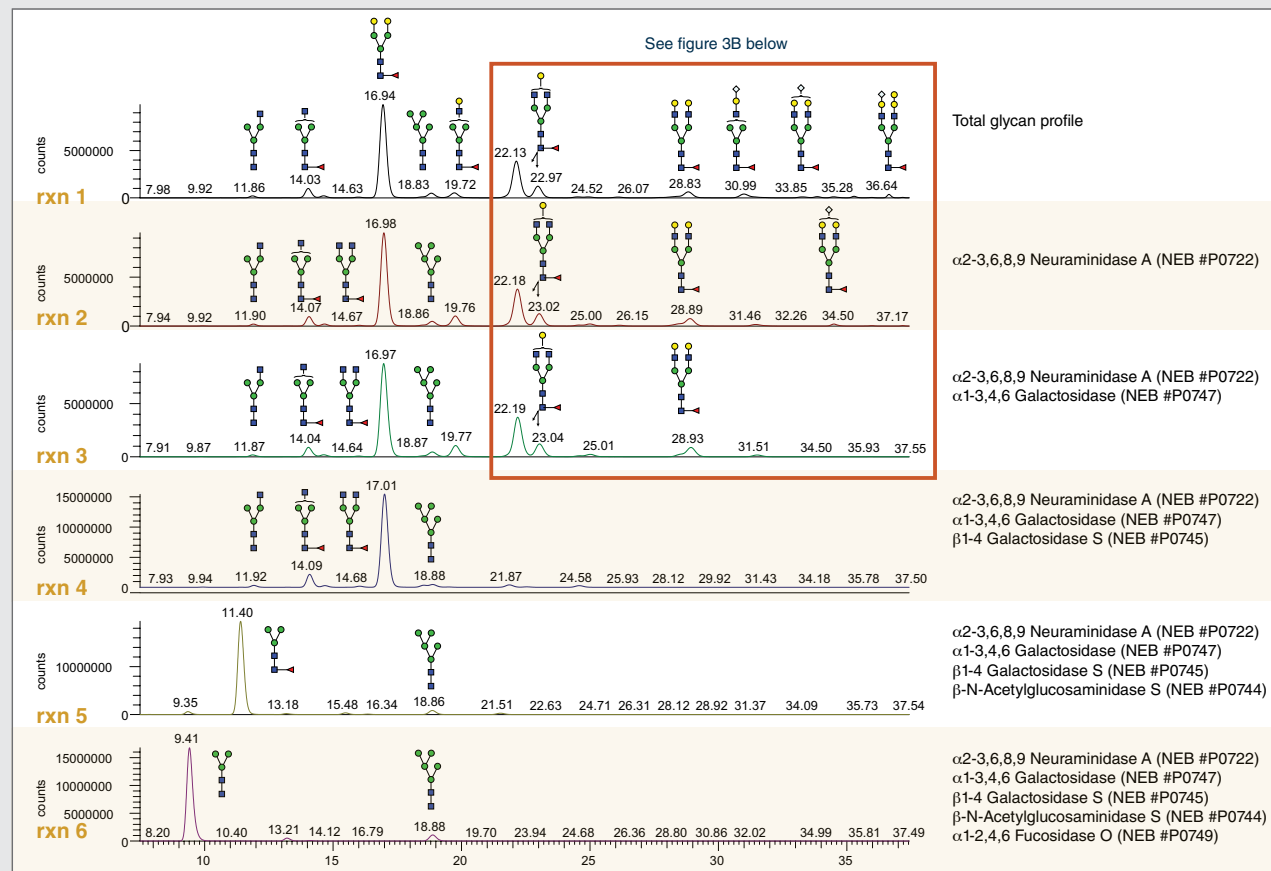 See figure 3B below
16.94
counts
5000000
0
7.98 9.92 11.86 14.03 14.63 18.83 19.72 22.13 22.97 24.52 26.07 28.83 30.99 33.85 35.28 36.64
rxn 1
Total glycan profile
16.98
counts
5000000
0
7.94 9.92 11.90 14.07 14.67 18.86 19.76 22.18 23.02 25.00 26.15 28.89 31.46 32.26 34.50 37.17
rxn 2
α2-3,6,8,9 Neuraminidase A (NEB #P0722)
16.97
counts
5000000
0
7.91 9.87 11.87 14.04 14.64 18.87 19.77 22.19 23.04 25.01 28.93 31.51 34.50 35.93 37.55
rxn 3
α2-3,6,8,9 Neuraminidase A (NEB #P0722)
α1-3,4,6 Galactosidase (NEB #P0747)
17.01
counts
15000000
10000000
5000000
0
7.93 9.94 11.92 14.09 14.68 18.88 21.87 24.58 25.93 28.12 29.92 31.43 34.18 35.78 37.50
rxn 4
α2-3,6,8,9 Neuraminidase A (NEB #P0722)
α1-3,4,6 Galactosidase (NEB #P0747)
β1-4 Galactosidase S (NEB #P0745)
11.40
counts
10000000
0
9.35 13.18 15.48 16.34 18.86 21.51 22.63 24.71 26.31 28.12 28.92 31.37 34.09 35.73 37.54
rxn 5
α2-3,6,8,9 Neuraminidase A (NEB #P0722)
α1-3,4,6 Galactosidase (NEB #P0747)
β1-4 Galactosidase S (NEB #P0745)
β-N-Acetylglucosaminidase S (NEB #P0744)
9.41
counts
15000000
10000000
5000000
0
8.20 10.40 13.21 14.12 16.79 18.88 19.70 23.94 24.68 26.36 28.80 30.86 32.02 34.99 35.81 37.49
rxn 6
α2-3,6,8,9 Neuraminidase A (NEB #P0722)
α1-3,4,6 Galactosidase (NEB #P0747)
β1-4 Galactosidase S (NEB #P0745)
β-N-Acetylglucosaminidase S (NEB #P0744)
α1-2,4,6 Fucosidase O (NEB #P0749)
10 15 20 25 30 35